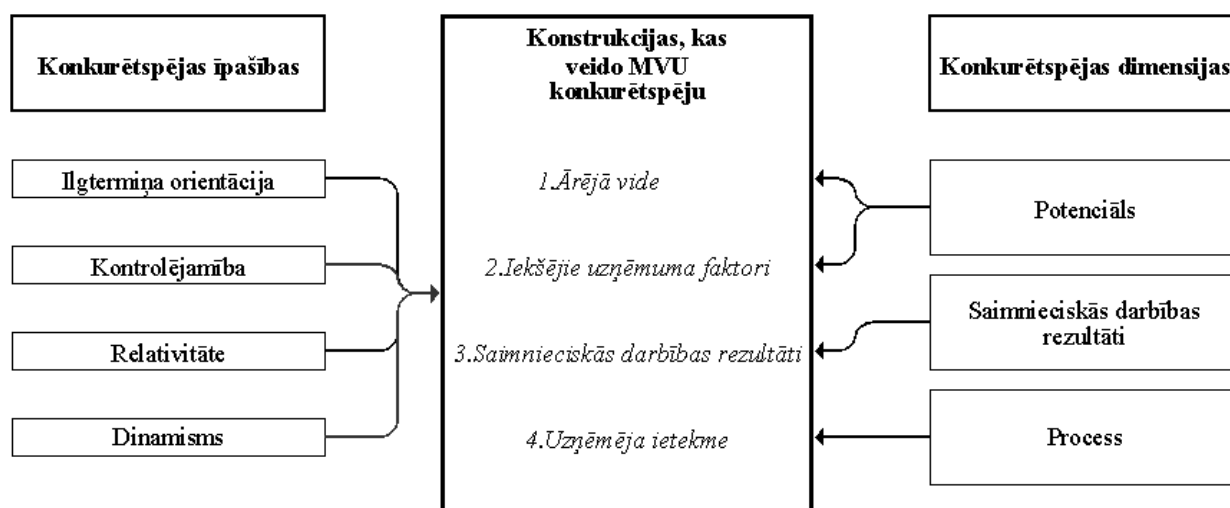 Konkurētspējas īpašības
Ilgtermiņa orientācija
Kontrolējamība
Relativitāte
Dinamisms
Konstrukcijas, kas
veido MVU
konkurētspēju
1.Ārējā vide
2.Iekšējie uzņēmuma faktori
3.Saimnieciskās darbības rezultāti
4.Uzņēmēja ietekme
Konkurētspējas dimensijas
Potenciāls
Saimnieciskās darbības
rezultāti
Process